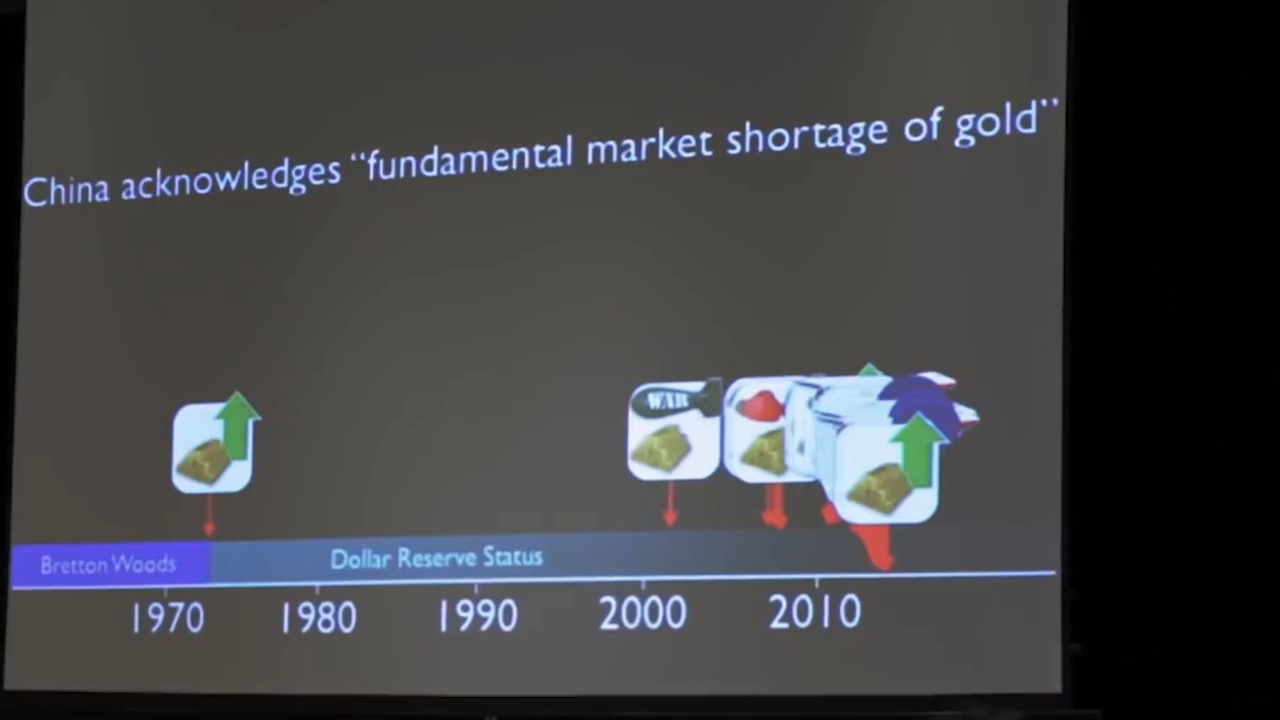 China acknowledges “fundamental market shortage of gold”
WAR
Bretton Woods
Dollar Reserve Status
1970 1980 1990 2000 2010